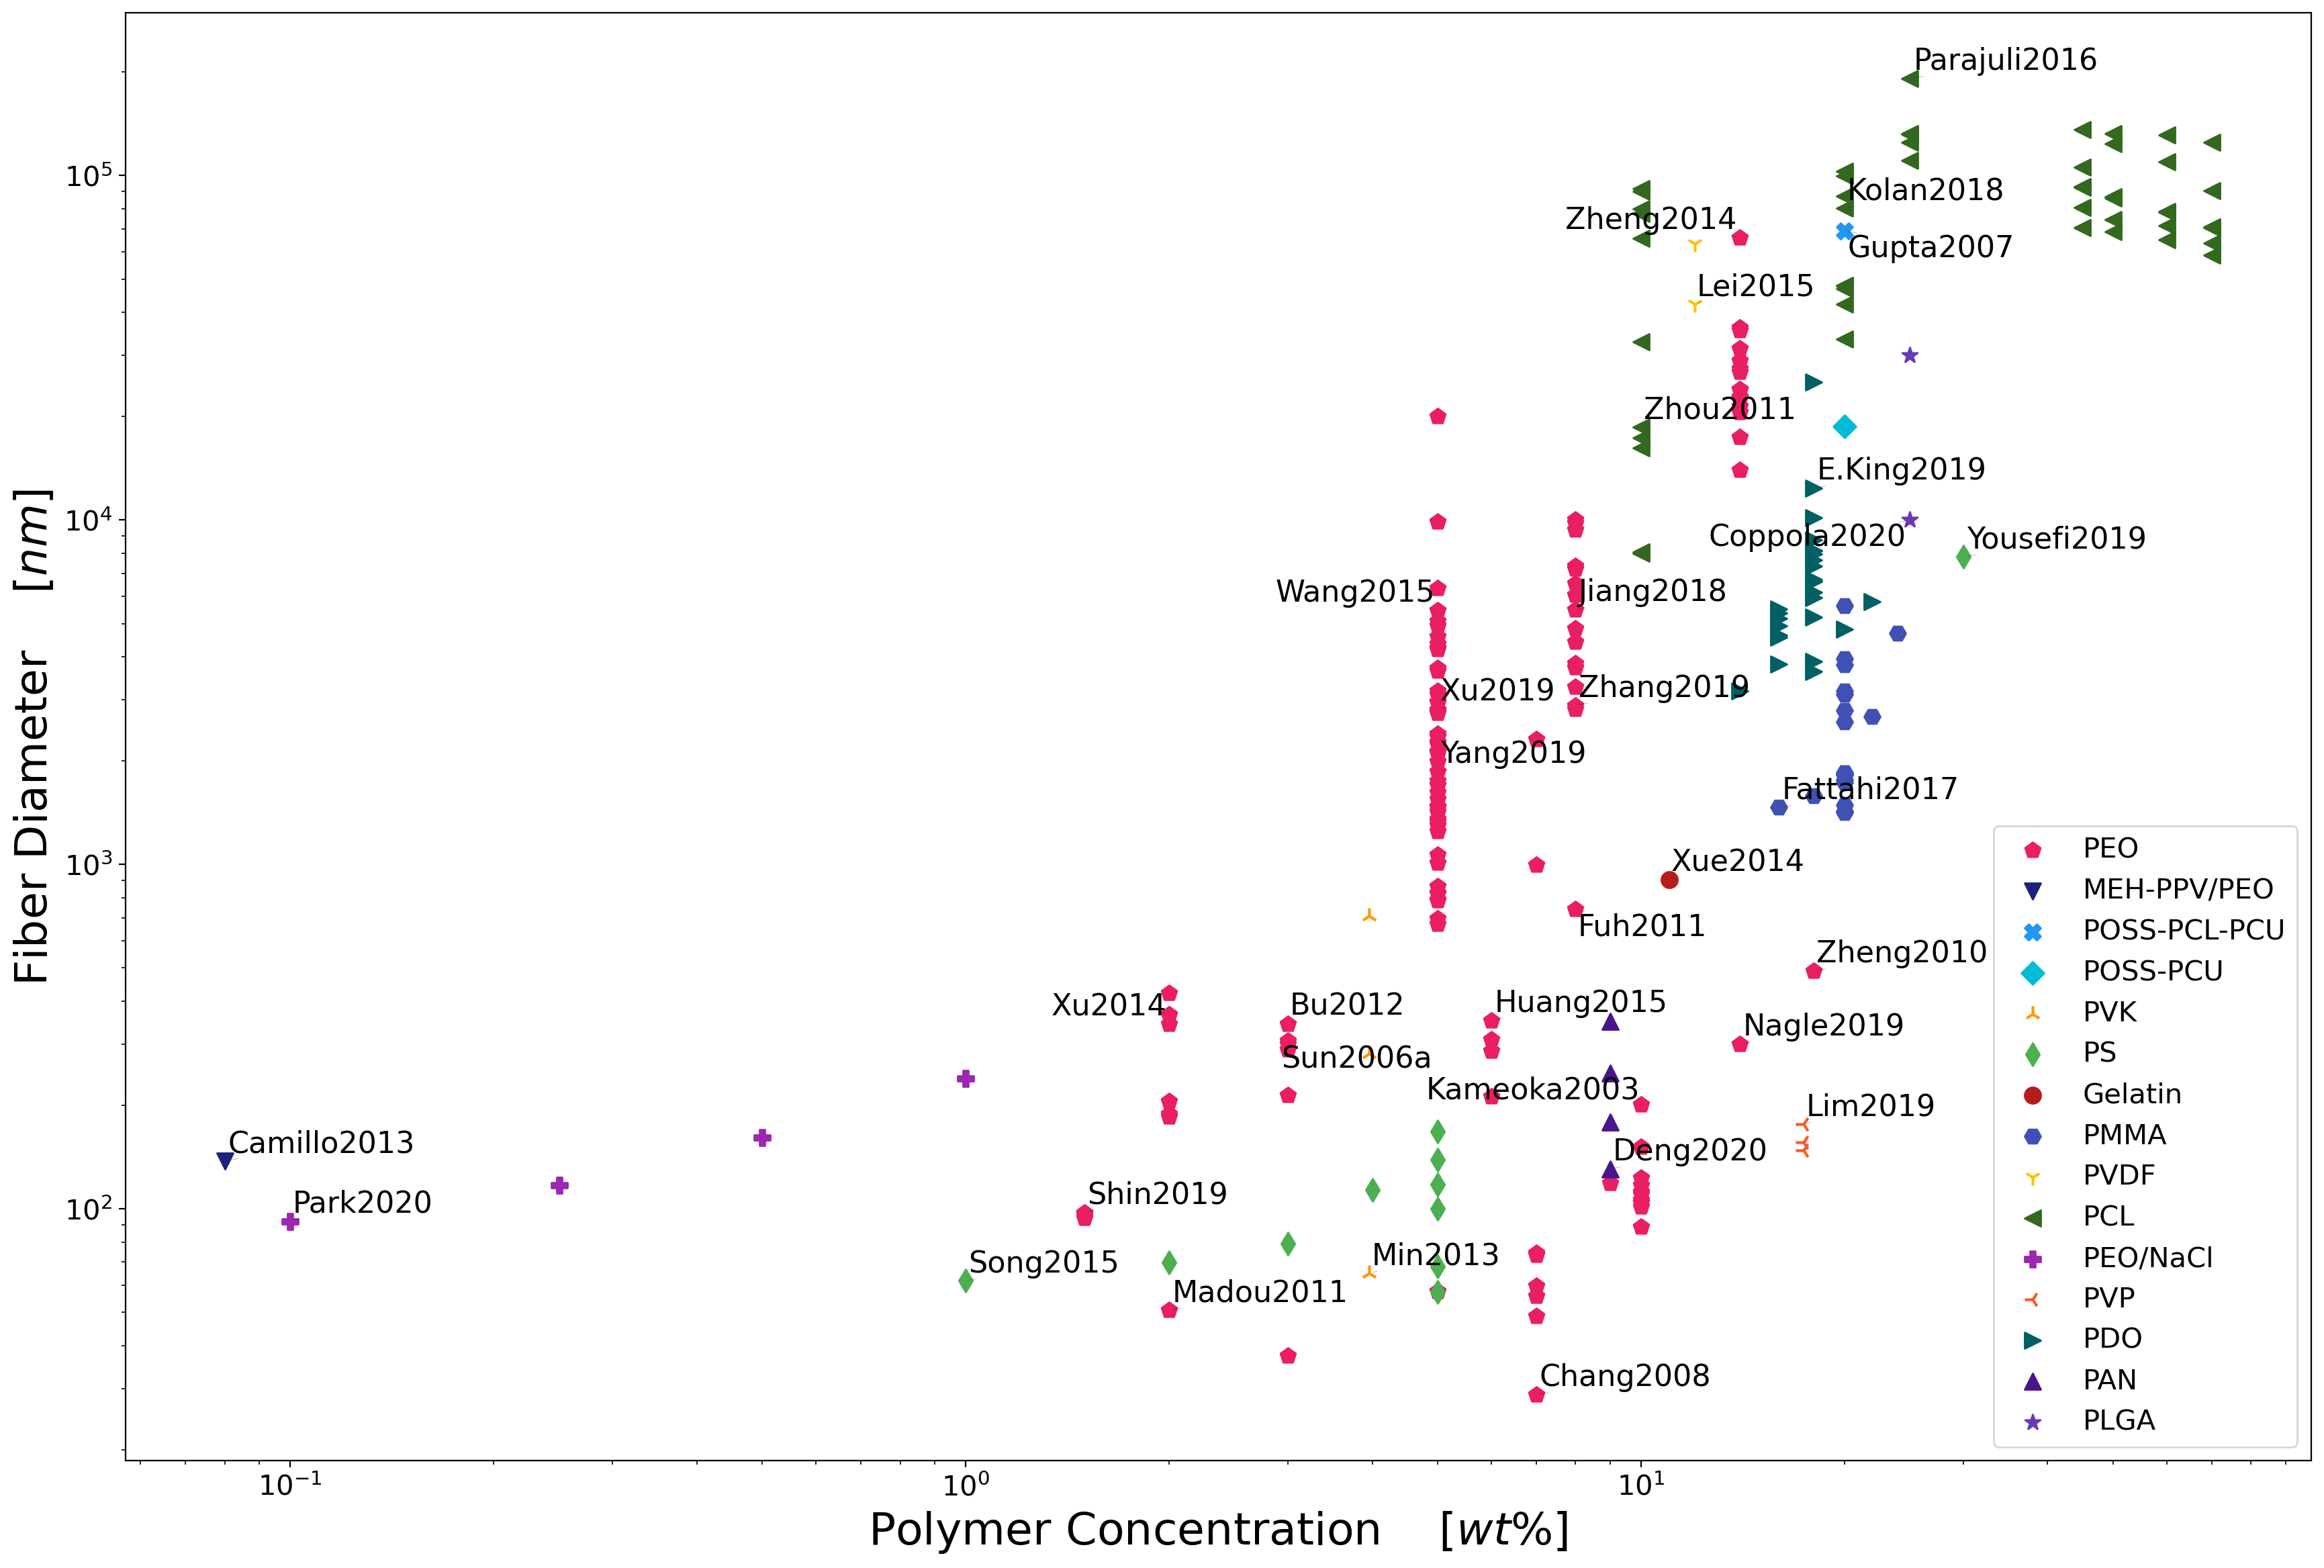 Parajuli2016
10⁵
Kolan2018
Zheng2014
Gupta2007
Lei2015
Zhou2011
E.King2019
10⁴
Coppola2020
Yousefi2019
Wang2015
Jiang2018
Xu2019
Zhang2019
Yang2019
Fattahi2017
10³
Xue2014
Fuh2011
Zheng2010
Xu2014
Bu2012
Huang2015
Nagle2019
Sun2006a
Kameoka2003
Lim2019
Camillo2013
Deng2020
Park2020
Shin2019
10²
Song2015
Min2013
Madou2011
Chang2008
Fiber Diameter [nm]
PEO
MEH-PPV/PEO
POSS-PCL-PCU
POSS-PCU
PVK
PS
Gelatin
PMMA
PVDF
PCL
PEO/NaCl
PVP
PDO
PAN
PLGA
10⁻¹ 10⁰ 10¹
Polymer Concentration [wt%]